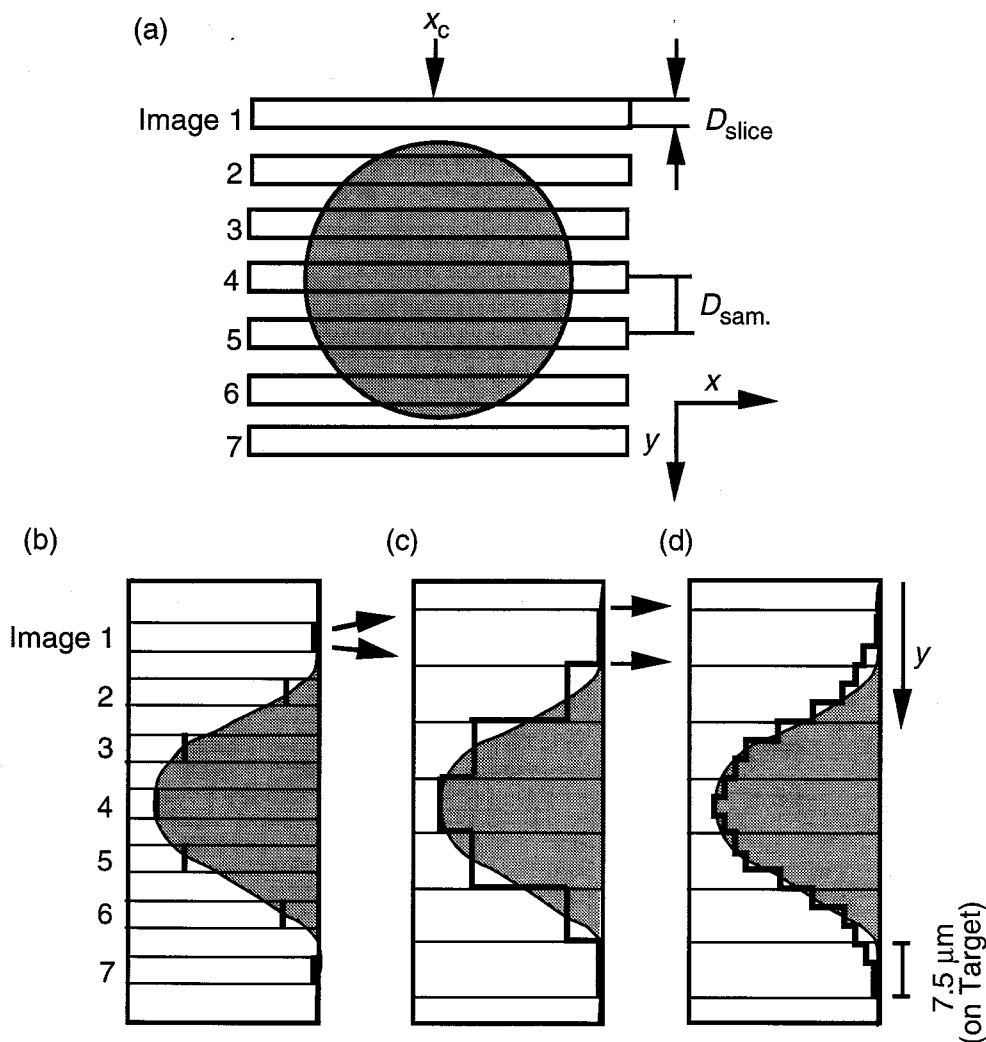 (a)
x_c
Image 1
D_slice
2
3
4
D_sam.
5
x
6
y
7
(b)
(c)
(d)
Image 1
y
2
3
4
5
6
7
7.5 µm
(on Target)